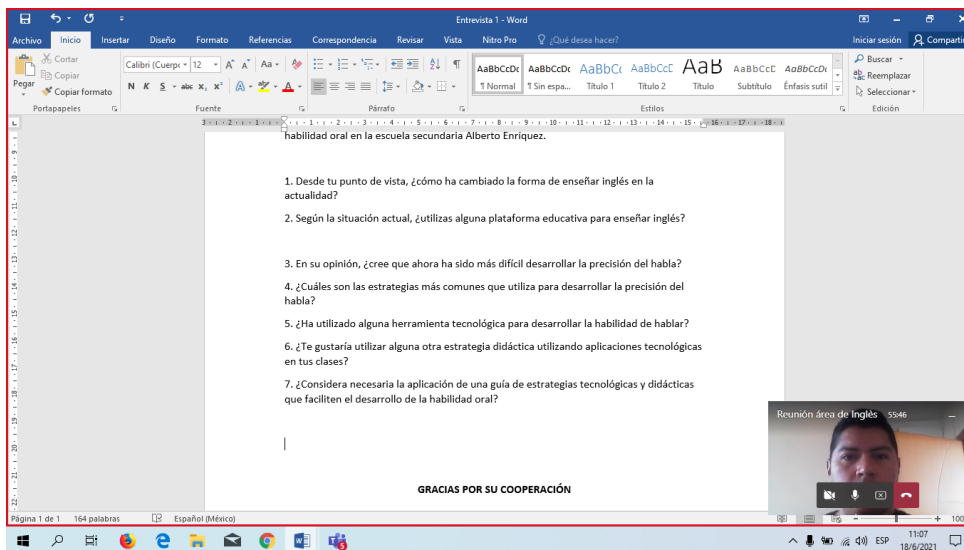 Entrevista 1 - Word
Archivo Inicio Insertar Diseño Formato Referencias Correspondencia Revisar Vista Nitro Pro ¿Qué desea hacer? Iniciar sesión Compartir
Pegar
Cortar
Copiar
Copiar formato
Portapapeles
Calibri (Cuerpo 12
N K S abc x₂ x²
Fuente
Párrafo
AaBbCcDc AaBbCcDc AaBbCc AaBbCcE AaB AaBbCcE AaBbCcDc
¶ Normal ¶ Sin espa... Título 1 Título 2 Título Subtítulo Énfasis sutil
Estilos
Buscar
Reemplazar
Seleccionar
Edición
habilidad oral en la escuela secundaria Alberto Enríquez.
1. Desde tu punto de vista, ¿cómo ha cambiado la forma de enseñar inglés en la
actualidad?
2. Según la situación actual, ¿utilizas alguna plataforma educativa para enseñar inglés?
3. En su opinión, ¿cree que ahora ha sido más difícil desarrollar la precisión del habla?
4. ¿Cuáles son las estrategias más comunes que utiliza para desarrollar la precisión del
habla?
5. ¿Ha utilizado alguna herramienta tecnológica para desarrollar la habilidad de hablar?
6. ¿Te gustaría utilizar alguna otra estrategia didáctica utilizando aplicaciones tecnológicas
en tus clases?
7. ¿Considera necesaria la aplicación de una guía de estrategias tecnológicas y didácticas
que faciliten el desarrollo de la habilidad oral?
GRACIAS POR SU COOPERACIÓN
Reunión área de Inglès 55:46
Página 1 de 1 164 palabras Español (México) 100
ESP
11:07
18/6/2021